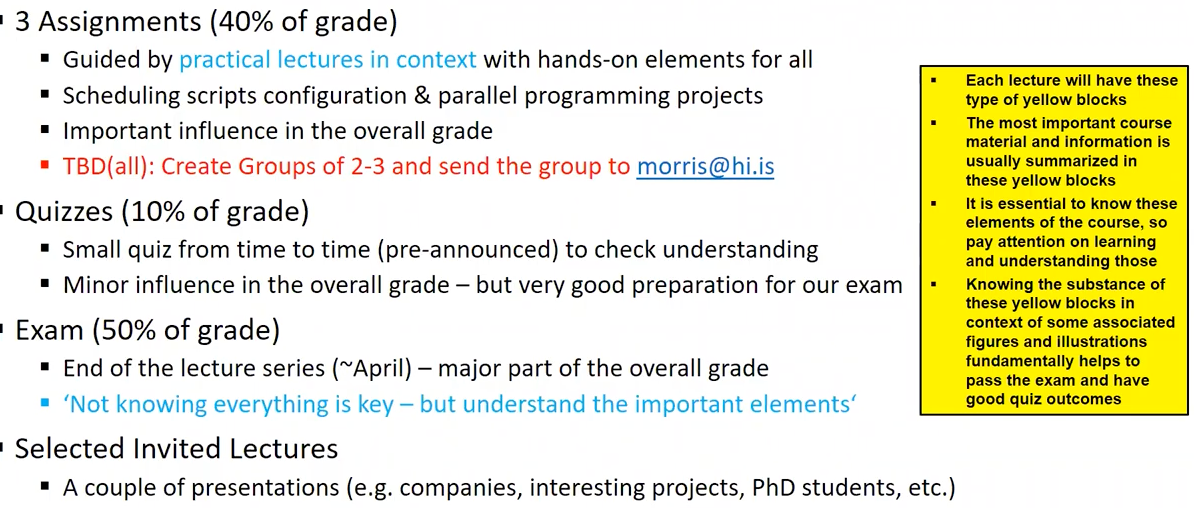 3 Assignments (40% of grade)
Guided by practical lectures in context with hands-on elements for all
Scheduling scripts configuration & parallel programming projects
Important influence in the overall grade
TBD(all): Create Groups of 2-3 and send the group to morris@hi.is
Quizzes (10% of grade)
Small quiz from time to time (pre-announced) to check understanding
Minor influence in the overall grade – but very good preparation for our exam
Exam (50% of grade)
End of the lecture series (~April) – major part of the overall grade
‘Not knowing everything is key – but understand the important elements‘
Selected Invited Lectures
A couple of presentations (e.g. companies, interesting projects, PhD students, etc.)
Each lecture will have these
type of yellow blocks
The most important course
material and information is
usually summarized in
these yellow blocks
It is essential to know these
elements of the course, so
pay attention on learning
and understanding those
Knowing the substance of
these yellow blocks in
context of some associated
figures and illustrations
fundamentally helps to
pass the exam and have
good quiz outcomes